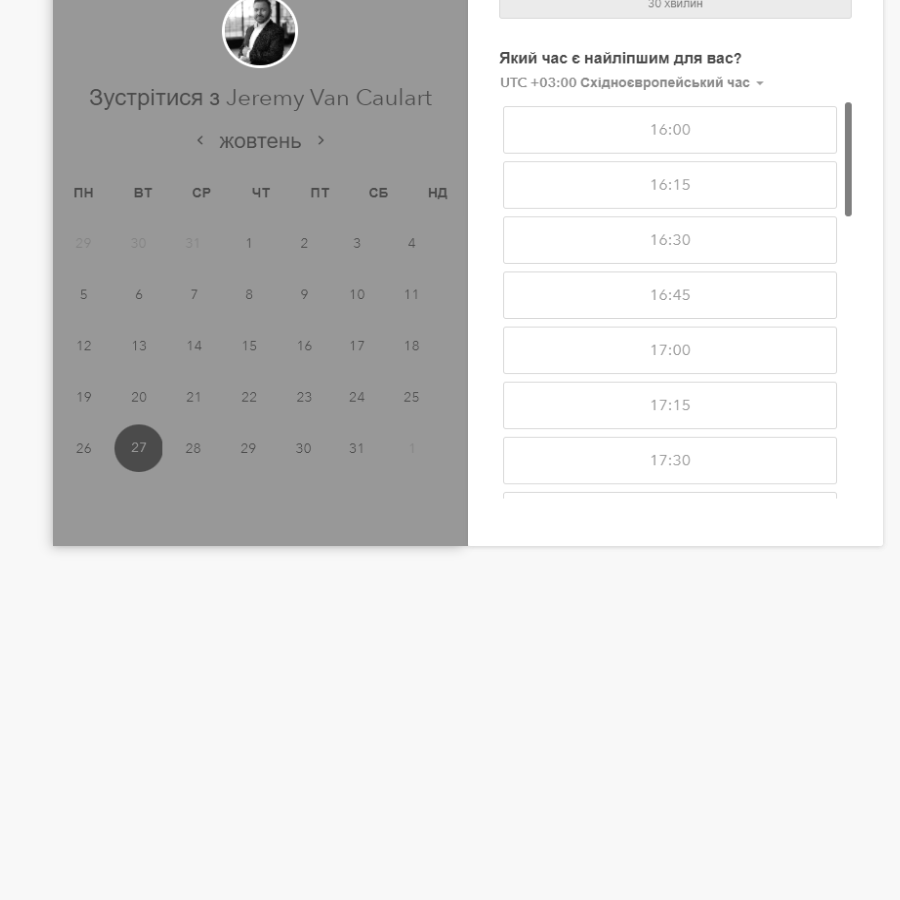 Зустрітися з Jeremy Van Caulart
жовтень
ПН ВТ СР ЧТ ПТ СБ НД
29 30 31 1 2 3 4
5 6 7 8 9 10 11
12 13 14 15 16 17 18
19 20 21 22 23 24 25
26 27 28 29 30 31 1
30 хвилин
Який час є найліпшим для вас?
UTC +03:00 Східноєвропейський час
16:00
16:15
16:30
16:45
17:00
17:15
17:30